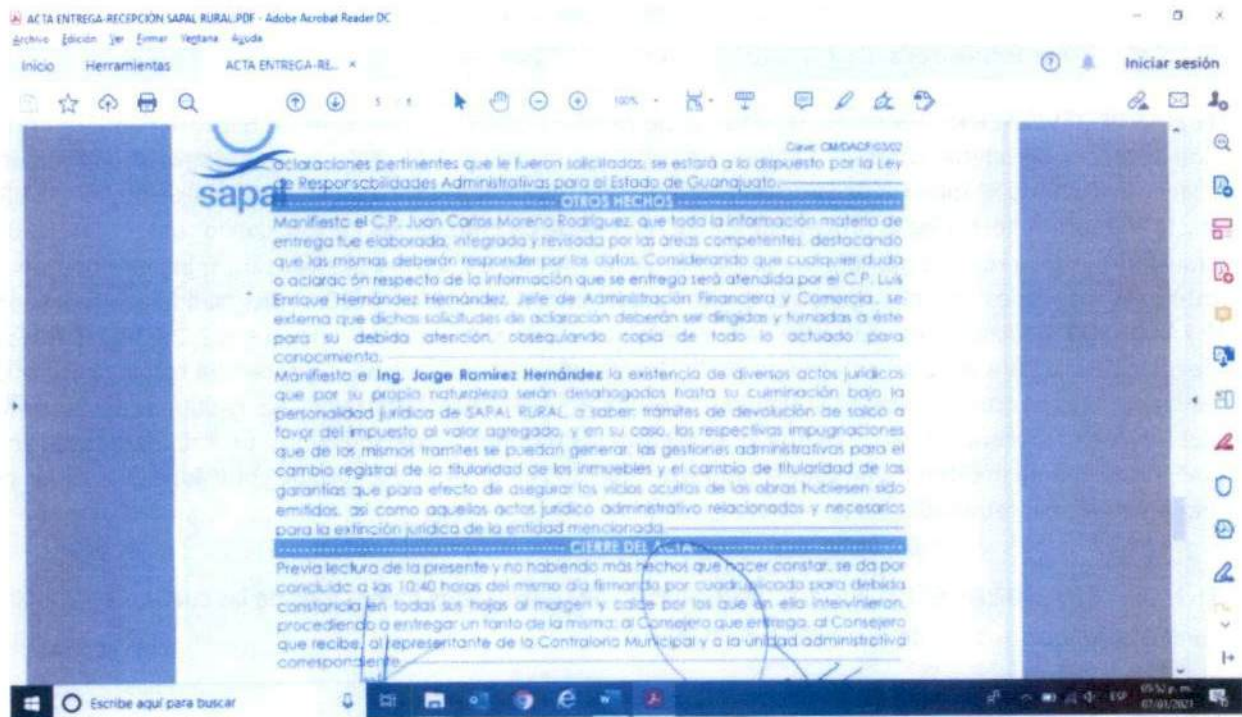 ACTA ENTREGA-RECEPCIÓN SAPAL RURAL.PDF - Adobe Acrobat Reader DC
Archivo Edición Ver Firmar Ventana Ayuda
Inicio Herramientas ACTA ENTREGA-RE... × Iniciar sesión
5 / 6 100%
Clave: CM/DACP/03/02
sapal
aclaraciones pertinentes que le fueron solicitadas, se estará a lo dispuesto por la Ley
de Responsabilidades Administrativas para el Estado de Guanajuato.
OTROS HECHOS
Manifiesta el C.P. Juan Carlos Moreno Rodríguez, que toda la información materia de
entrega fue elaborada, integrada y revisada por las áreas competentes, destacando
que las mismas deberán responder por los datos. Considerando que cualquier duda
o aclaración respecto de la información que se entrega será atendida por el C.P. Luis
Enrique Hernández Hernández, Jefe de Administración Financiera y Comercial, se
externa que dichas solicitudes de aclaración deberán ser dirigidas y turnadas a éste
para su debida atención, obsequiando copia de todo lo actuado para
conocimiento.
Manifiesta el Ing. Jorge Ramírez Hernández la existencia de diversos actos jurídicos
que por su propia naturaleza serán desahogados hasta su culminación bajo la
personalidad jurídica de SAPAL RURAL, a saber: trámites de devolución de saldo a
favor del impuesto al valor agregado, y en su caso, las respectivas impugnaciones
que de los mismos tramites se puedan generar, las gestiones administrativas para el
cambio registral de la titularidad de los inmuebles y el cambio de titularidad de las
garantías que para efecto de asegurar los vicios ocultos de las obras hubiesen sido
emitidos, así como aquellos actos jurídico administrativo relacionados y necesarios
para la extinción jurídica de la entidad mencionada.
CIERRE DEL ACTA
Previa lectura de la presente y no habiendo más hechos que hacer constar, se da por
concluida a las 10:40 horas del mismo día firmando por cuadruplicado para debida
constancia en todas sus hojas al margen y calce por los que en ella intervinieron,
procediendo a entregar un tanto de la misma: al Consejero que entrega, al Consejero
que recibe, al representante de la Contraloría Municipal y a la unidad administrativa
correspondiente.
Escribe aquí para buscar
ESP 05:52 p. m.
07/01/2021